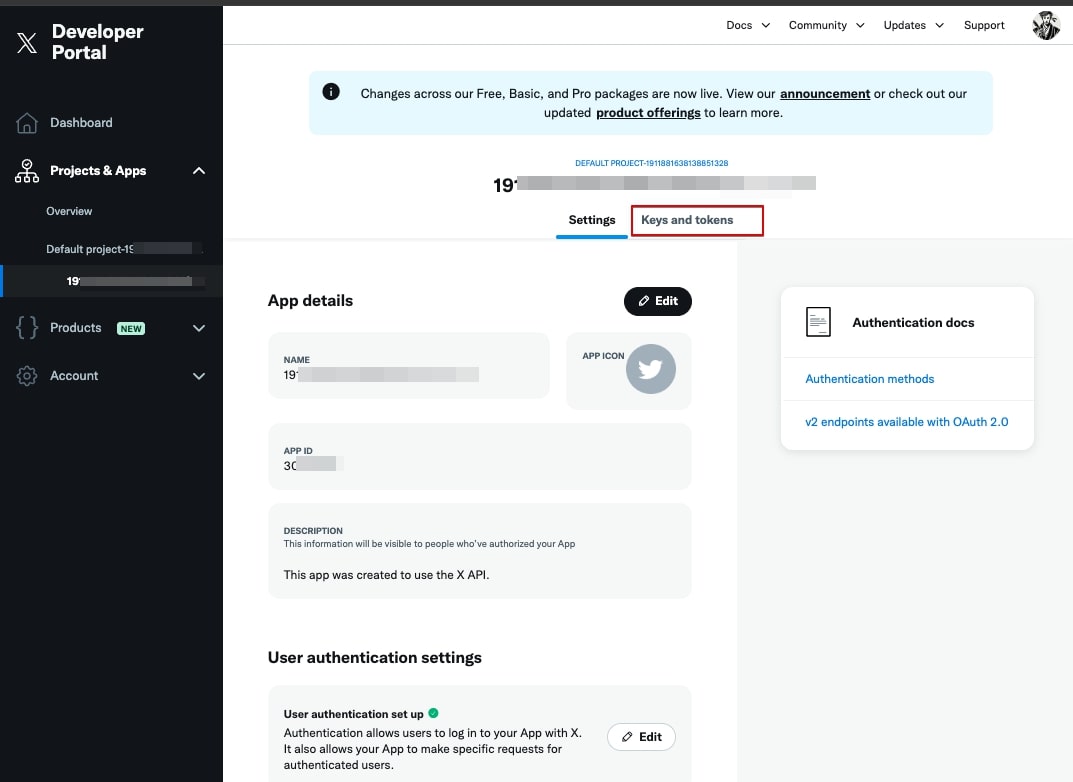 Developer
Portal
Dashboard
Projects & Apps
Overview
Default project-19
19
Products NEW
Account
Docs Community Updates Support
Changes across our Free, Basic, and Pro packages are now live. View our announcement or check out our
updated product offerings to learn more.
DEFAULT PROJECT-1911881638138851328
19
Settings Keys and tokens
App details
Edit
NAME
19
APP ICON
APP ID
30
DESCRIPTION
This information will be visible to people who've authorized your App
This app was created to use the X API.
User authentication settings
User authentication set up
Authentication allows users to log in to your App with X.
It also allows your App to make specific requests for
authenticated users.
Edit
Authentication docs
Authentication methods
v2 endpoints available with OAuth 2.0